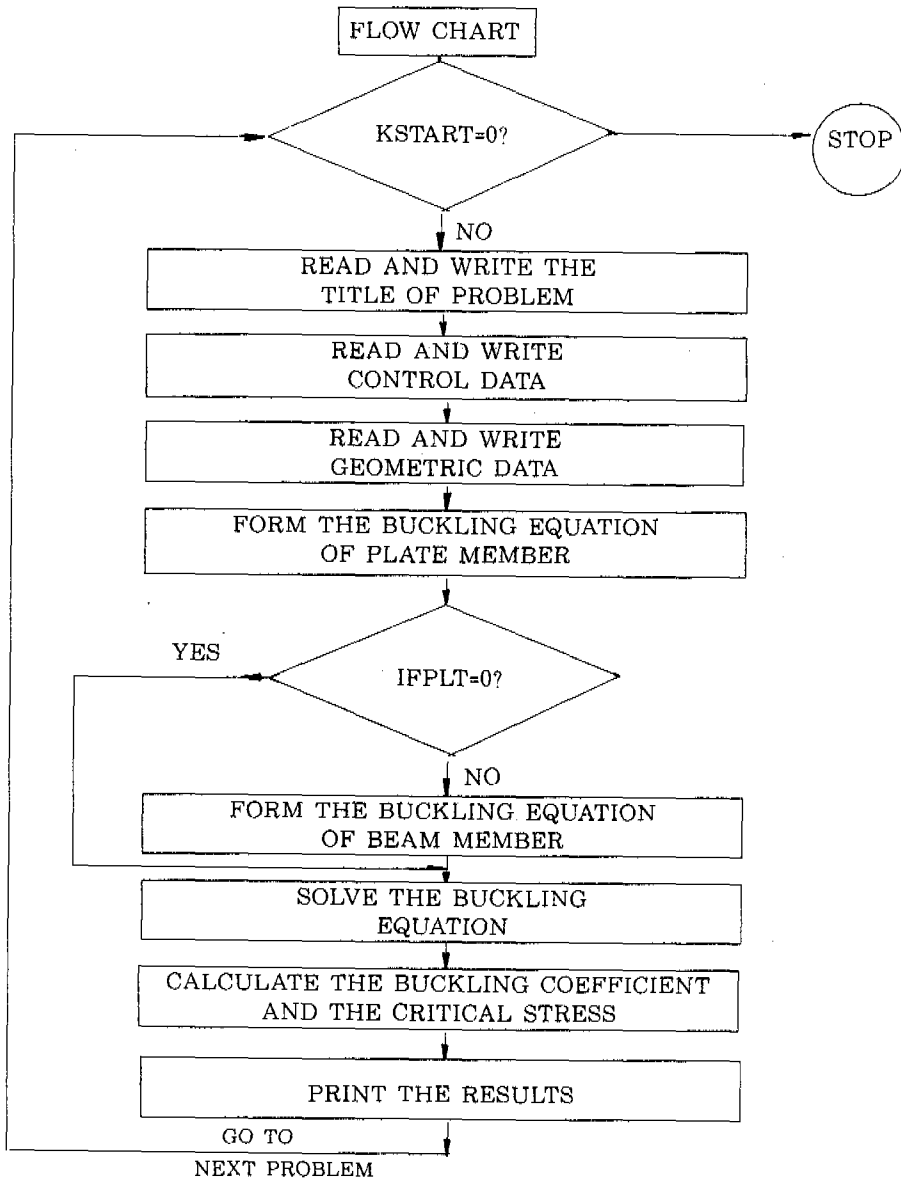 FLOW CHART
KSTART=0?
STOP
NO
READ AND WRITE THE
TITLE OF PROBLEM
READ AND WRITE
CONTROL DATA
READ AND WRITE
GEOMETRIC DATA
FORM THE BUCKLING EQUATION
OF PLATE MEMBER
YES
IFPLT=0?
NO
FORM THE BUCKLING EQUATION
OF BEAM MEMBER
SOLVE THE BUCKLING
EQUATION
CALCULATE THE BUCKLING COEFFICIENT
AND THE CRITICAL STRESS
PRINT THE RESULTS
GO TO
NEXT PROBLEM